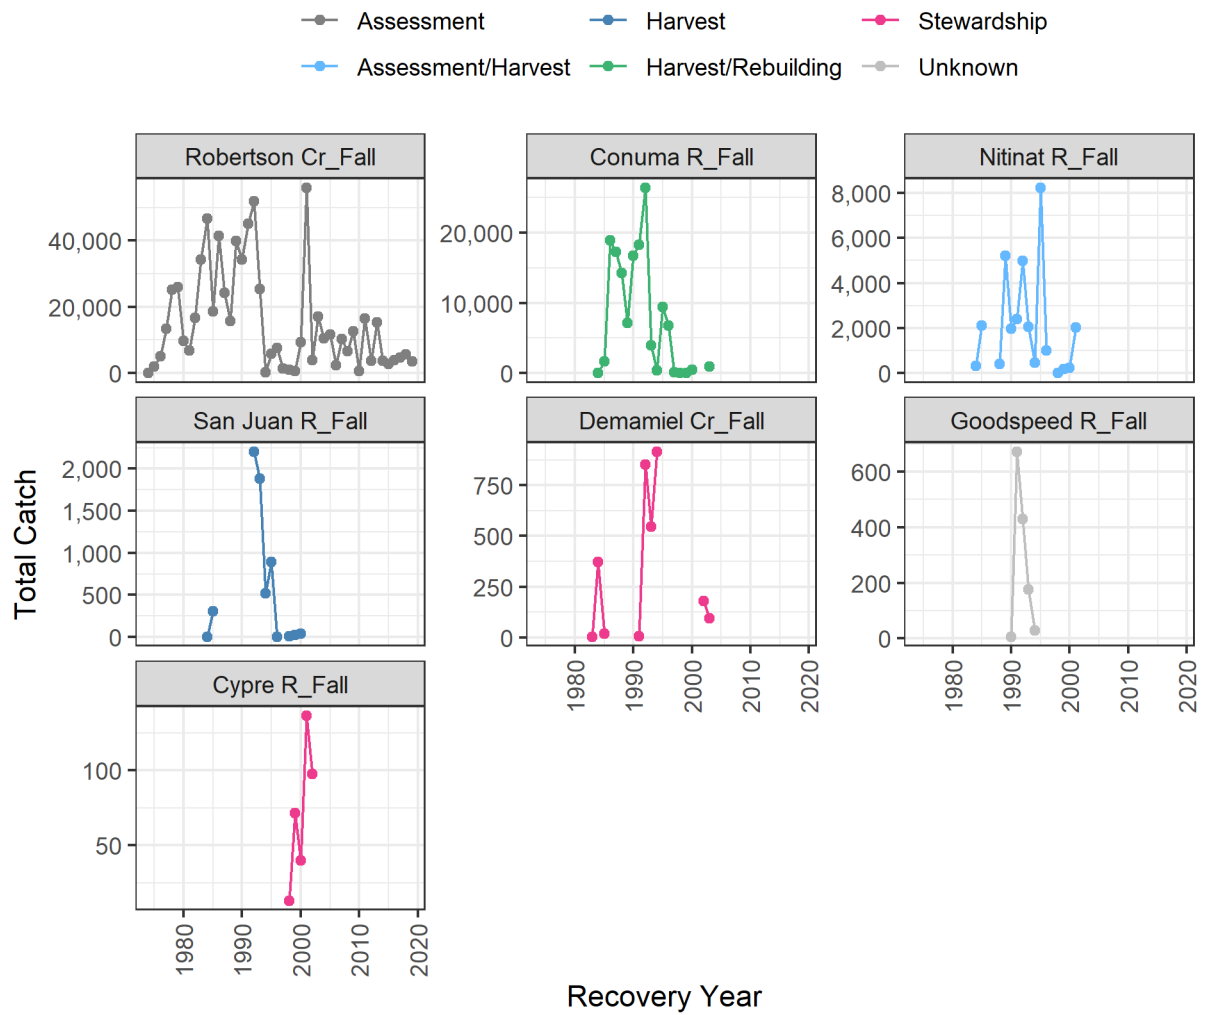 Assessment
Harvest
Stewardship
Assessment/Harvest
Harvest/Rebuilding
Unknown
Robertson Cr_Fall
Conuma R_Fall
Nitinat R_Fall
40,000
20,000
0
20,000
10,000
0
8,000
6,000
4,000
2,000
0
San Juan R_Fall
Demamiel Cr_Fall
Goodspeed R_Fall
2,000
1,500
1,000
500
0
750
500
250
0
600
400
200
0
1980
1990
2000
2010
2020
1980
1990
2000
2010
2020
Cypre R_Fall
100
50
1980
1990
2000
2010
2020
Total Catch
Recovery Year